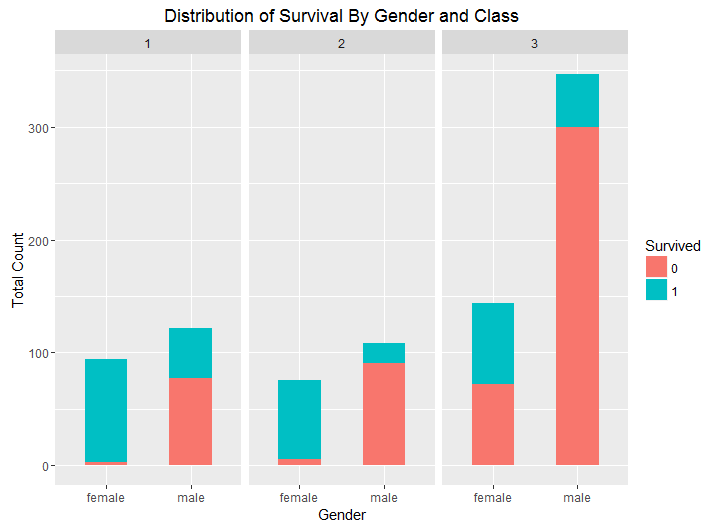 Distribution of Survival By Gender and Class
1 2 3
Total Count
300
200
100
0
female male female male female male
Gender
Survived
0
1